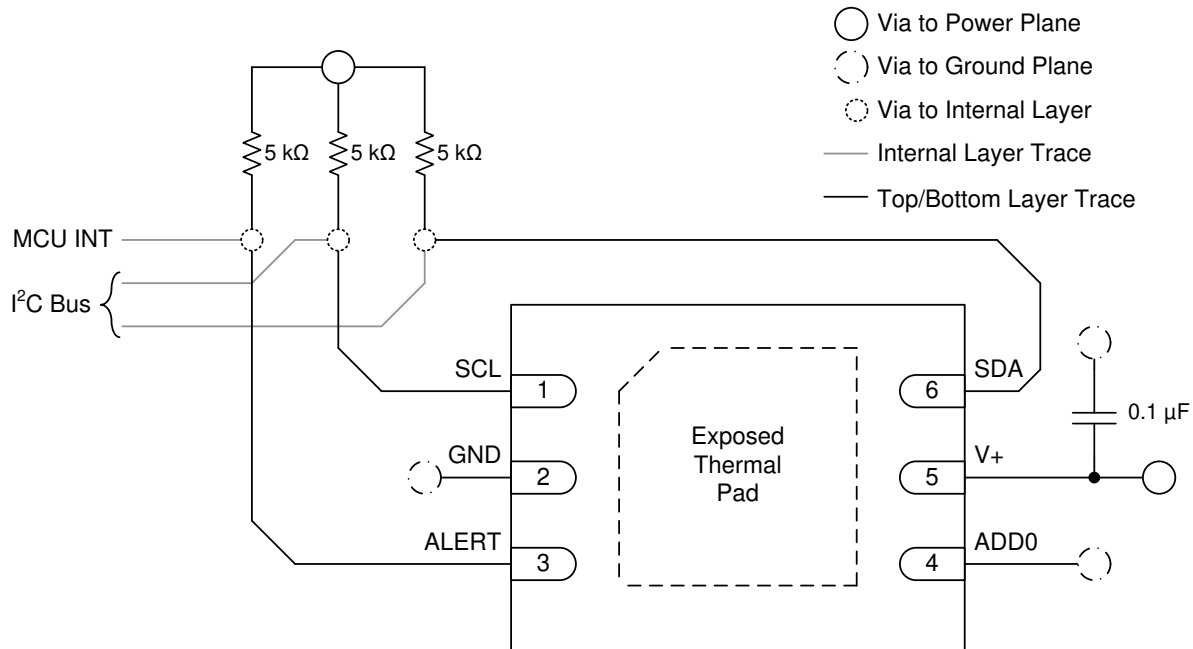 Via to Power Plane
Via to Ground Plane
Via to Internal Layer
Internal Layer Trace
Top/Bottom Layer Trace
5 kΩ
5 kΩ
5 kΩ
MCU INT
I²C Bus
SCL
1
GND
2
ALERT
3
Exposed
Thermal
Pad
SDA
6
V+
5
ADD0
4
0.1 µF